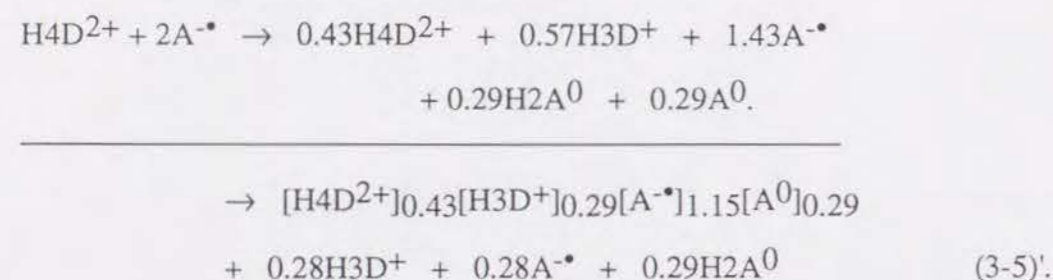 H4D²⁺ + 2A⁻• → 0.43H4D²⁺ + 0.57H3D⁺ + 1.43A⁻•
+ 0.29H2A⁰ + 0.29A⁰.
→ [H4D²⁺]0.43[H3D⁺]0.29[A⁻•]1.15[A⁰]0.29
+ 0.28H3D⁺ + 0.28A⁻• + 0.29H2A⁰ (3-5)'.